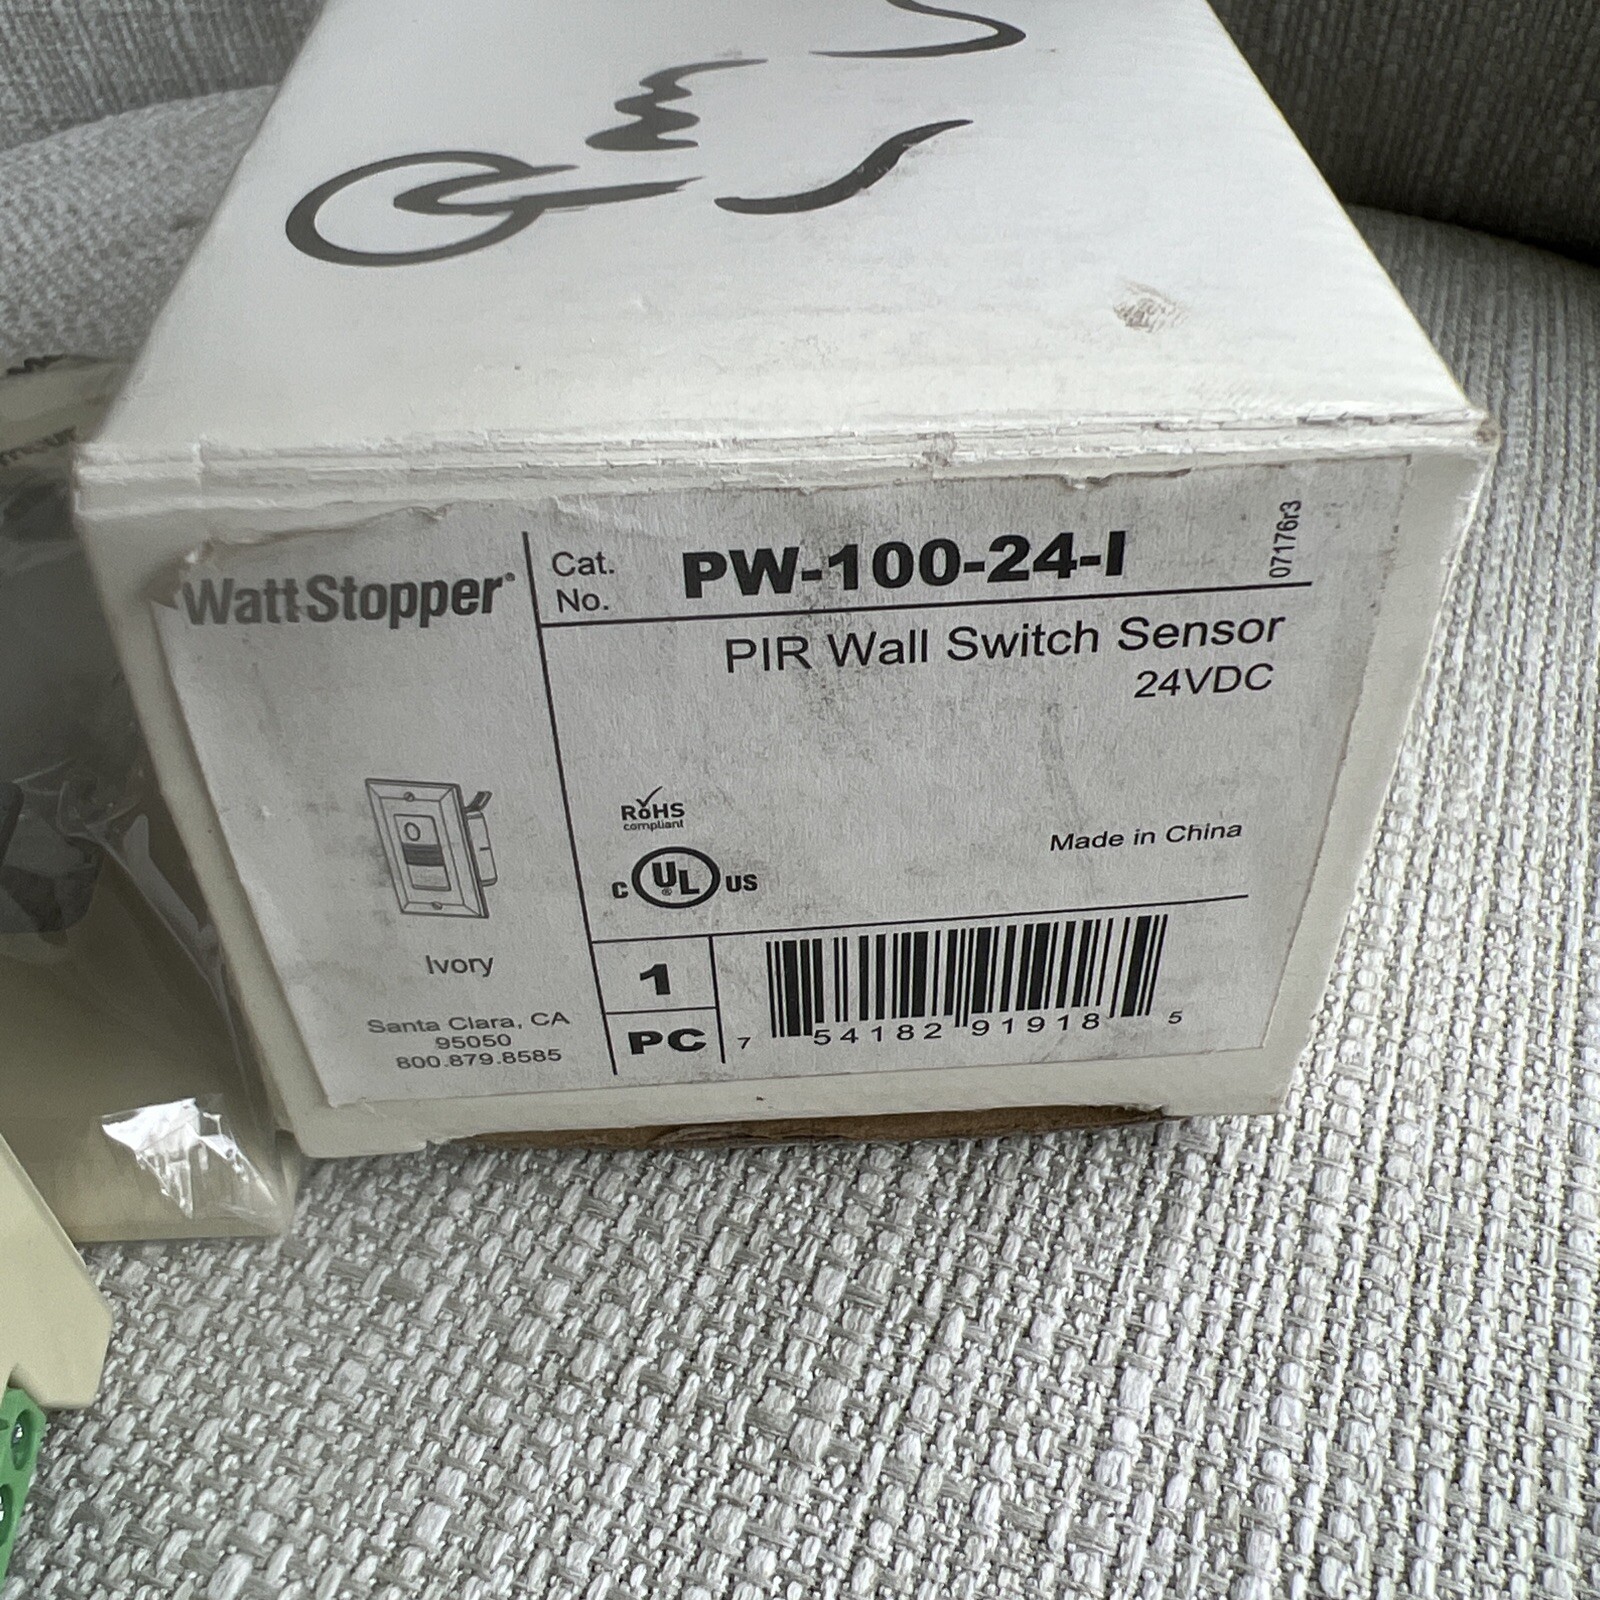 WattStopper
Cat. No. PW-100-24-I
07176r3
PIR Wall Switch Sensor
24VDC
RoHS
compliant
Made in China
C UL US
Ivory
Santa Clara, CA
95050
800.879.8585
1
PC
7 54182 91918 5